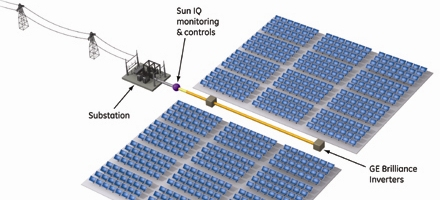 Sun IQ
monitoring
& controls
Substation
GE Brilliance
Inverters